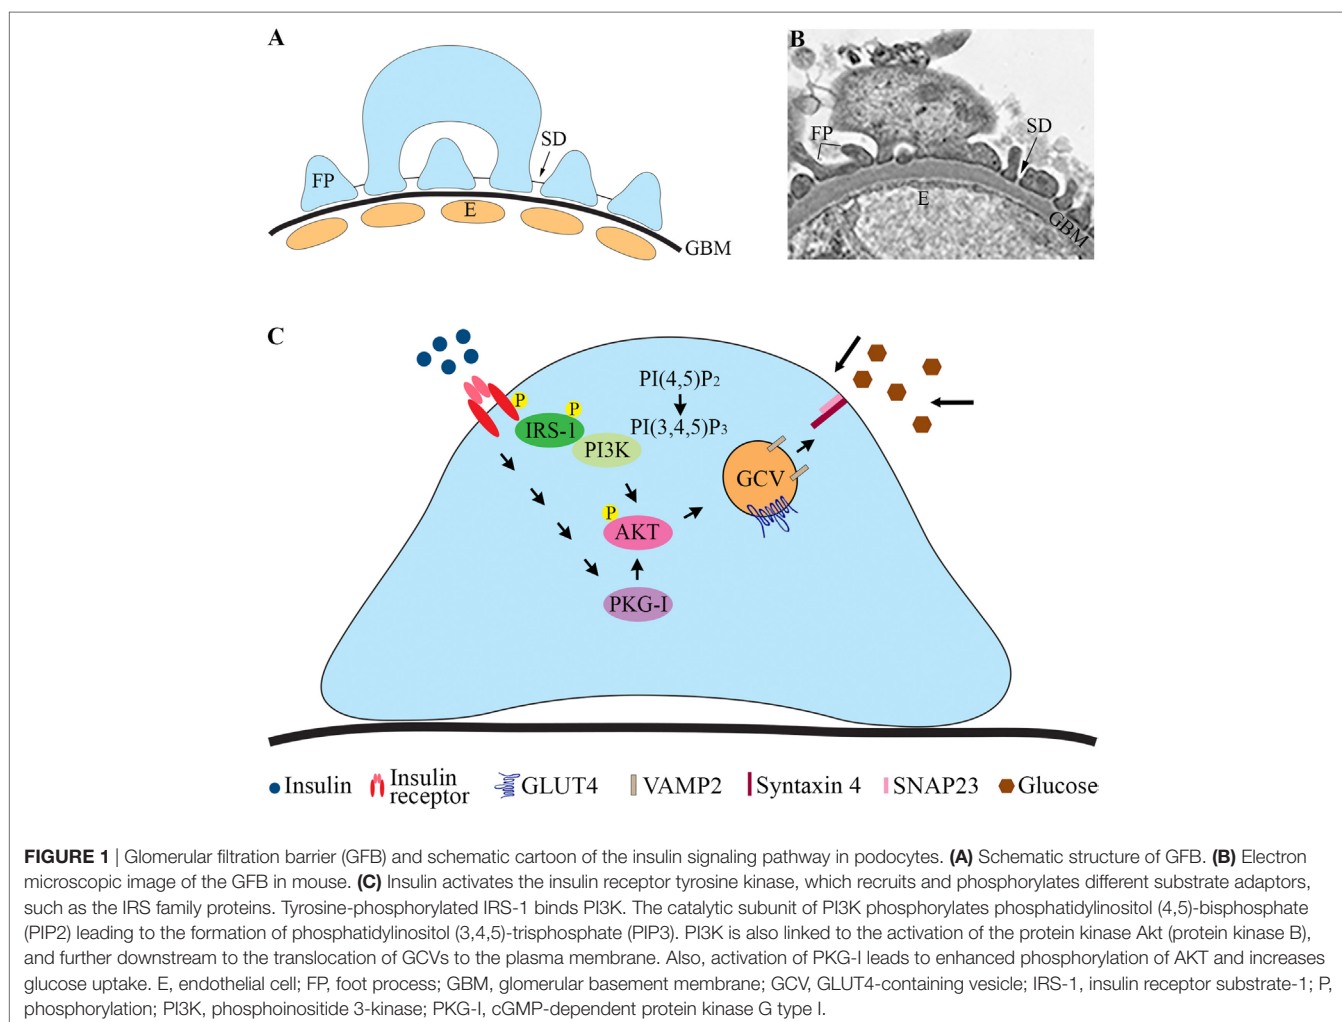 A
SD
FP
E
GBM
B
FP
SD
E
GBM
C
P
P
IRS-1
PI3K
PI(4,5)P2
PI(3,4,5)P3
GCV
P
AKT
PKG-I
Insulin
Insulin receptor
GLUT4
VAMP2
Syntaxin 4
SNAP23
Glucose
FIGURE 1 | Glomerular filtration barrier (GFB) and schematic cartoon of the insulin signaling pathway in podocytes. (A) Schematic structure of GFB. (B) Electron
microscopic image of the GFB in mouse. (C) Insulin activates the insulin receptor tyrosine kinase, which recruits and phosphorylates different substrate adaptors,
such as the IRS family proteins. Tyrosine-phosphorylated IRS-1 binds PI3K. The catalytic subunit of PI3K phosphorylates phosphatidylinositol (4,5)-bisphosphate
(PIP2) leading to the formation of phosphatidylinositol (3,4,5)-trisphosphate (PIP3). PI3K is also linked to the activation of the protein kinase Akt (protein kinase B),
and further downstream to the translocation of GCVs to the plasma membrane. Also, activation of PKG-I leads to enhanced phosphorylation of AKT and increases
glucose uptake. E, endothelial cell; FP, foot process; GBM, glomerular basement membrane; GCV, GLUT4-containing vesicle; IRS-1, insulin receptor substrate-1; P,
phosphorylation; PI3K, phosphoinositide 3-kinase; PKG-I, cGMP-dependent protein kinase G type I.